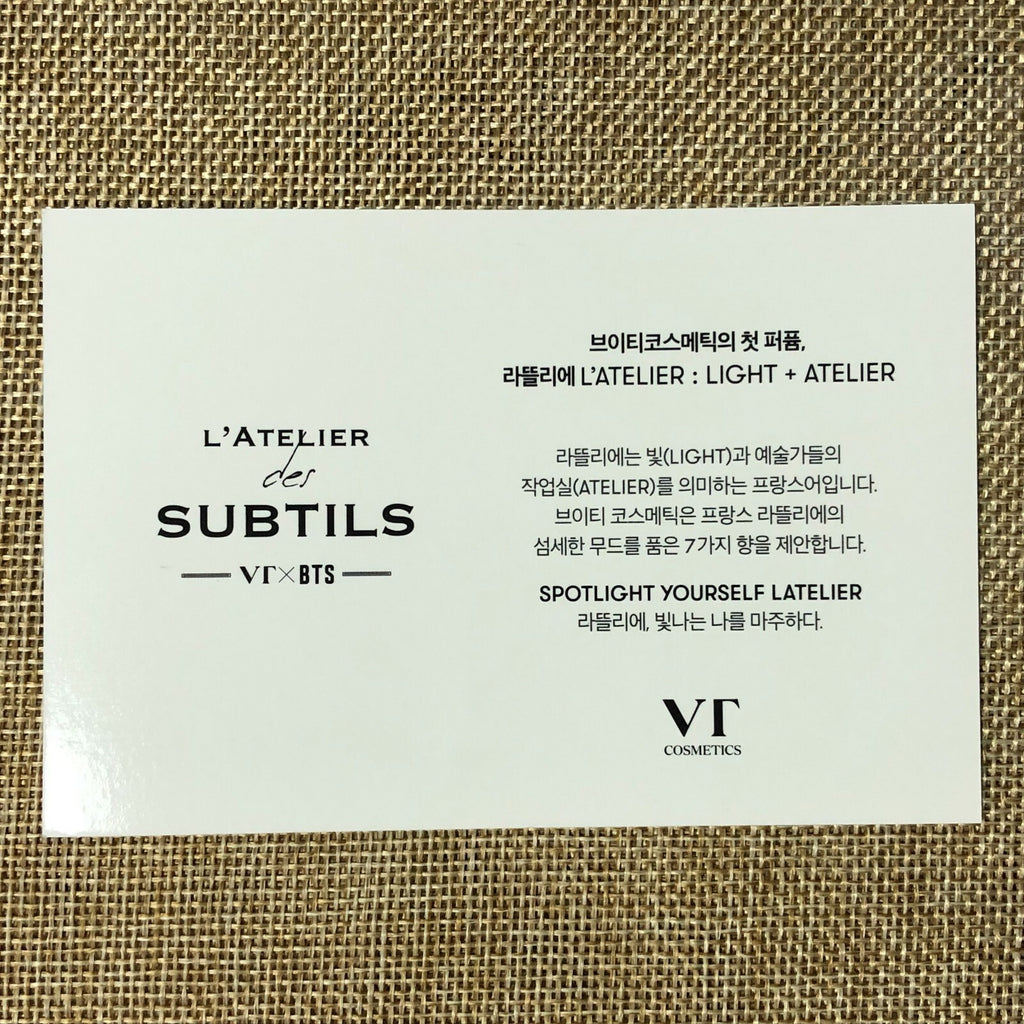 L'ATELIER
des
SUBTILS
VT×BTS
브이티코스메틱의 첫 퍼퓸,
라뜰리에 L'ATELIER : LIGHT + ATELIER
라뜰리에는 빛(LIGHT)과 예술가들의
작업실(ATELIER)를 의미하는 프랑스어입니다.
브이티 코스메틱은 프랑스 라뜰리에의
섬세한 무드를 품은 7가지 향을 제안합니다.
SPOTLIGHT YOURSELF LATELIER
라뜰리에, 빛나는 나를 마주하다.
VT
COSMETICS